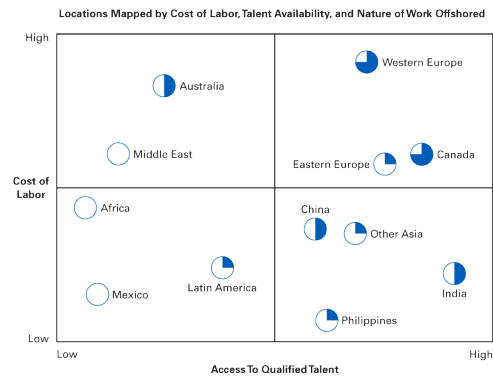 Locations Mapped by Cost of Labor, Talent Availability, and Nature of Work Offshored
High
Western Europe
Australia
Middle East
Canada
Eastern Europe
Cost of
Labor
Africa
China
Other Asia
Latin America
India
Mexico
Philippines
Low
Low
High
Access To Qualified Talent